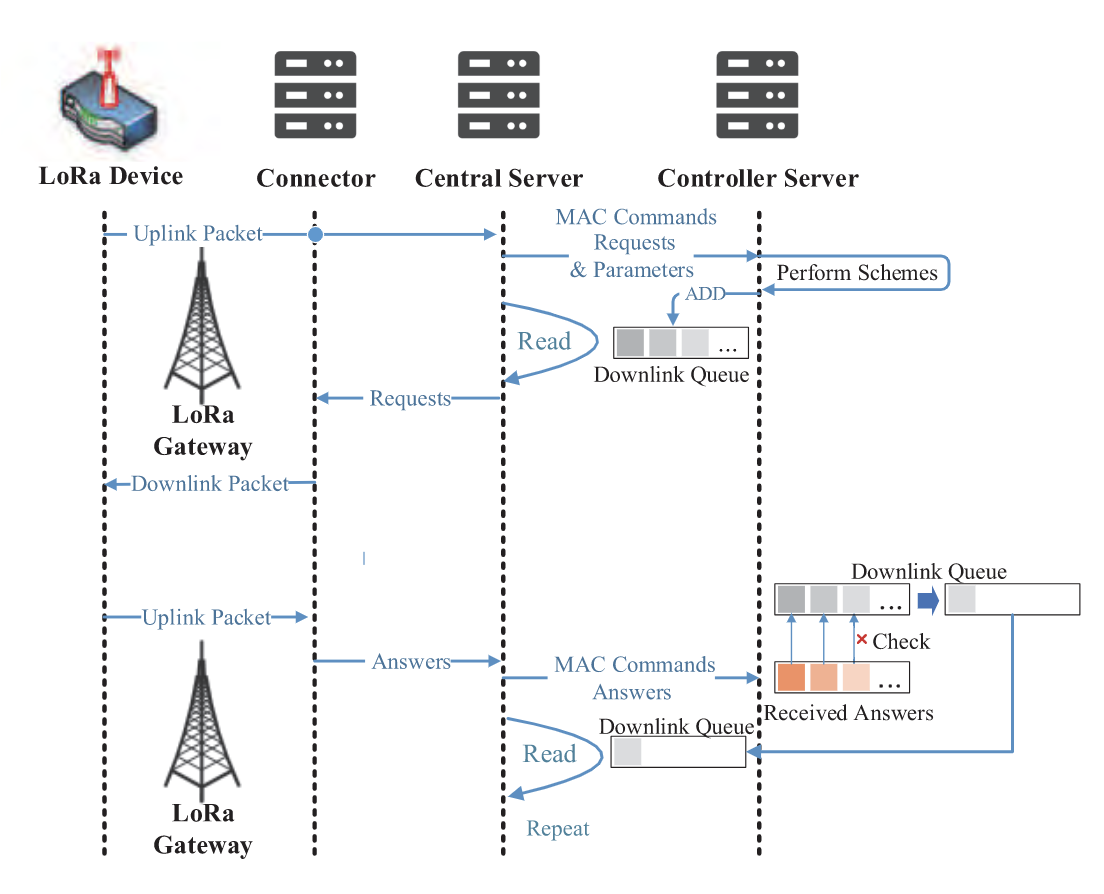 LoRa Device
Connector
Central Server
Controller Server
Uplink Packet
MAC Commands
Requests
& Parameters
Perform Schemes
ADD
Read
...
Downlink Queue
Requests
LoRa
Gateway
Downlink Packet
Downlink Queue
...
Uplink Packet
Check
Answers
MAC Commands
Answers
...
Received Answers
Downlink Queue
Read
LoRa
Gateway
Repeat